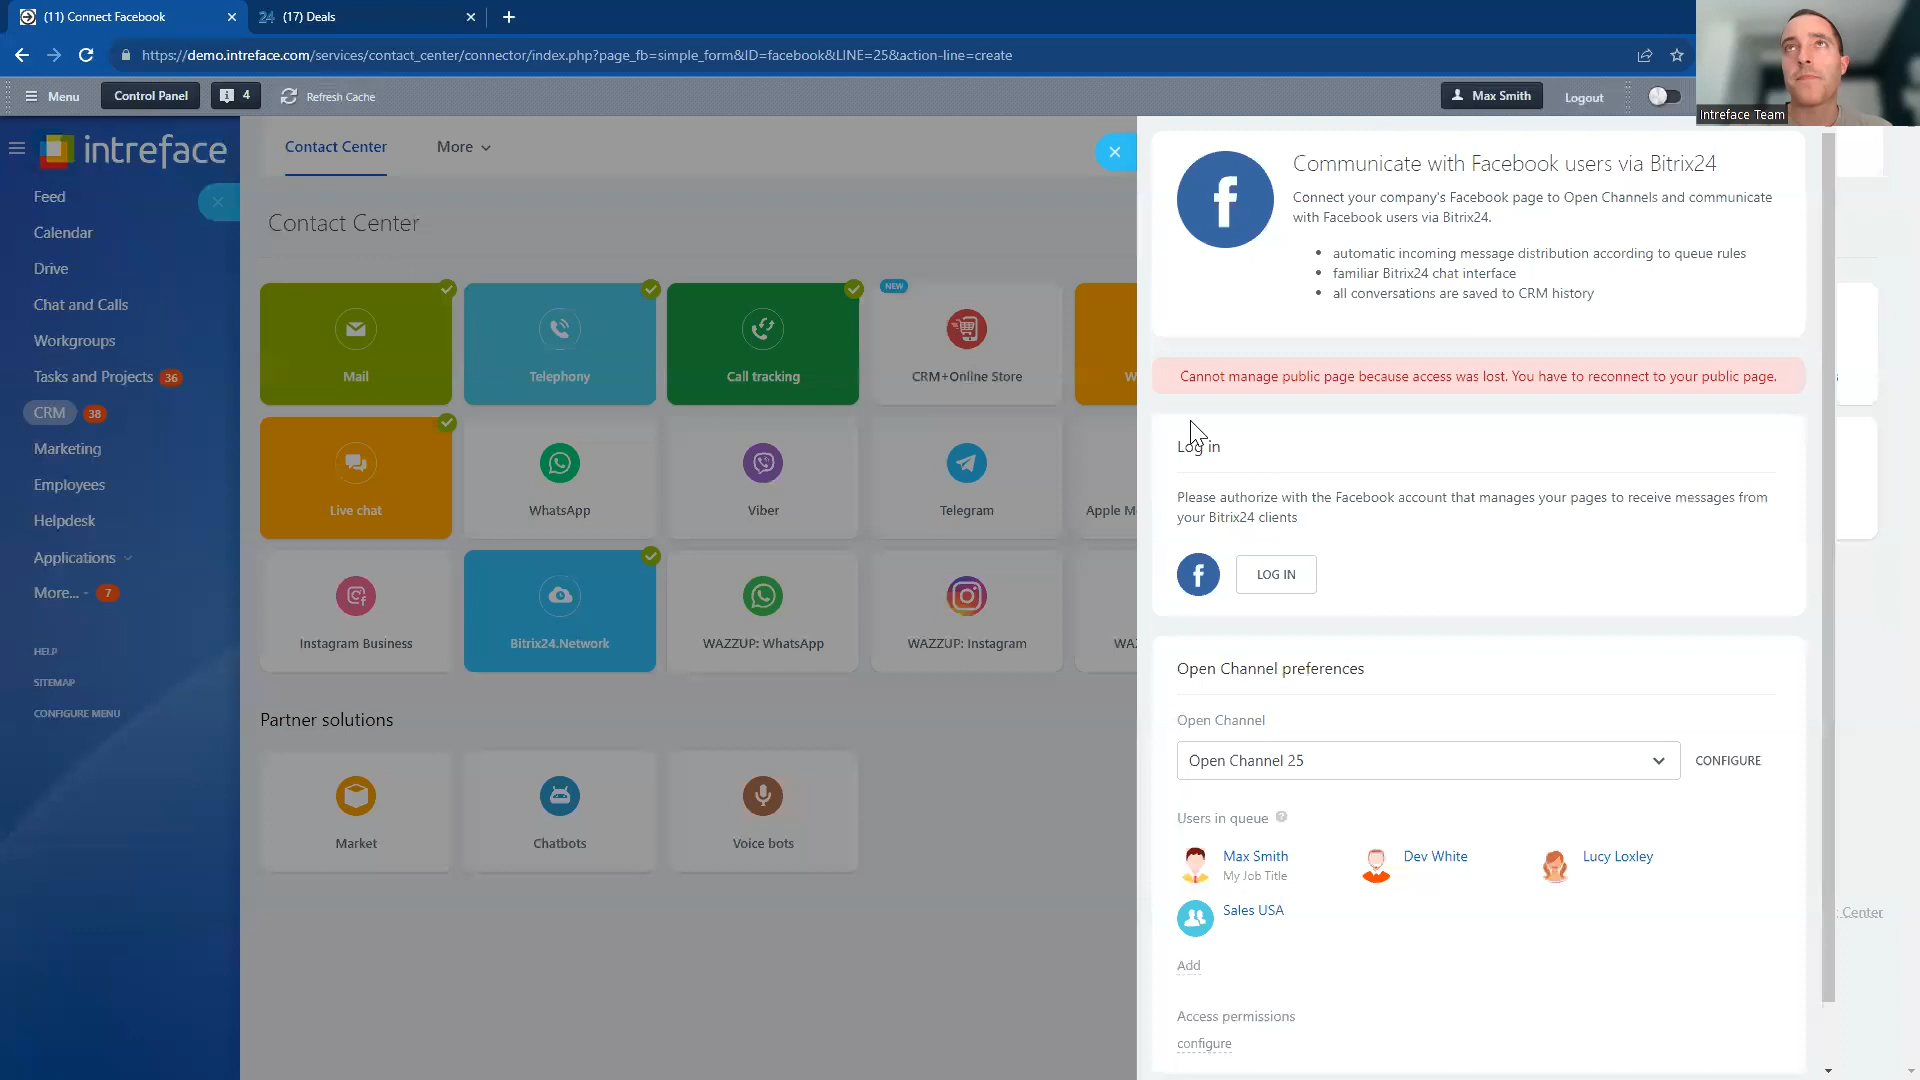 (11) Connect Facebook
24 (17) Deals
https://demo.intreface.com/services/contact_center/connector/index.php?page_fb=simple_form&ID=facebook&LINE=25&action-line=create
Menu
Control Panel
4
Refresh Cache
Max Smith
Logout
Intreface Team
intreface
Feed
Calendar
Drive
Chat and Calls
Workgroups
Tasks and Projects 36
CRM 38
Marketing
Employees
Helpdesk
Applications
More... 7
HELP
SITEMAP
CONFIGURE MENU
Contact Center
More
Contact Center
Mail
Telephony
Call tracking
NEW
CRM+Online Store
W
Live chat
WhatsApp
Viber
Telegram
Apple M
Instagram Business
Bitrix24.Network
WAZZUP: WhatsApp
WAZZUP: Instagram
WA
Partner solutions
Market
Chatbots
Voice bots
Communicate with Facebook users via Bitrix24
Connect your company's Facebook page to Open Channels and communicate
with Facebook users via Bitrix24.
• automatic incoming message distribution according to queue rules
• familiar Bitrix24 chat interface
• all conversations are saved to CRM history
Cannot manage public page because access was lost. You have to reconnect to your public page.
Log in
Please authorize with the Facebook account that manages your pages to receive messages from
your Bitrix24 clients
LOG IN
Open Channel preferences
Open Channel
Open Channel 25
CONFIGURE
Users in queue ?
Max Smith
My Job Title
Dev White
Lucy Loxley
Sales USA
Add
Access permissions
configure
Center